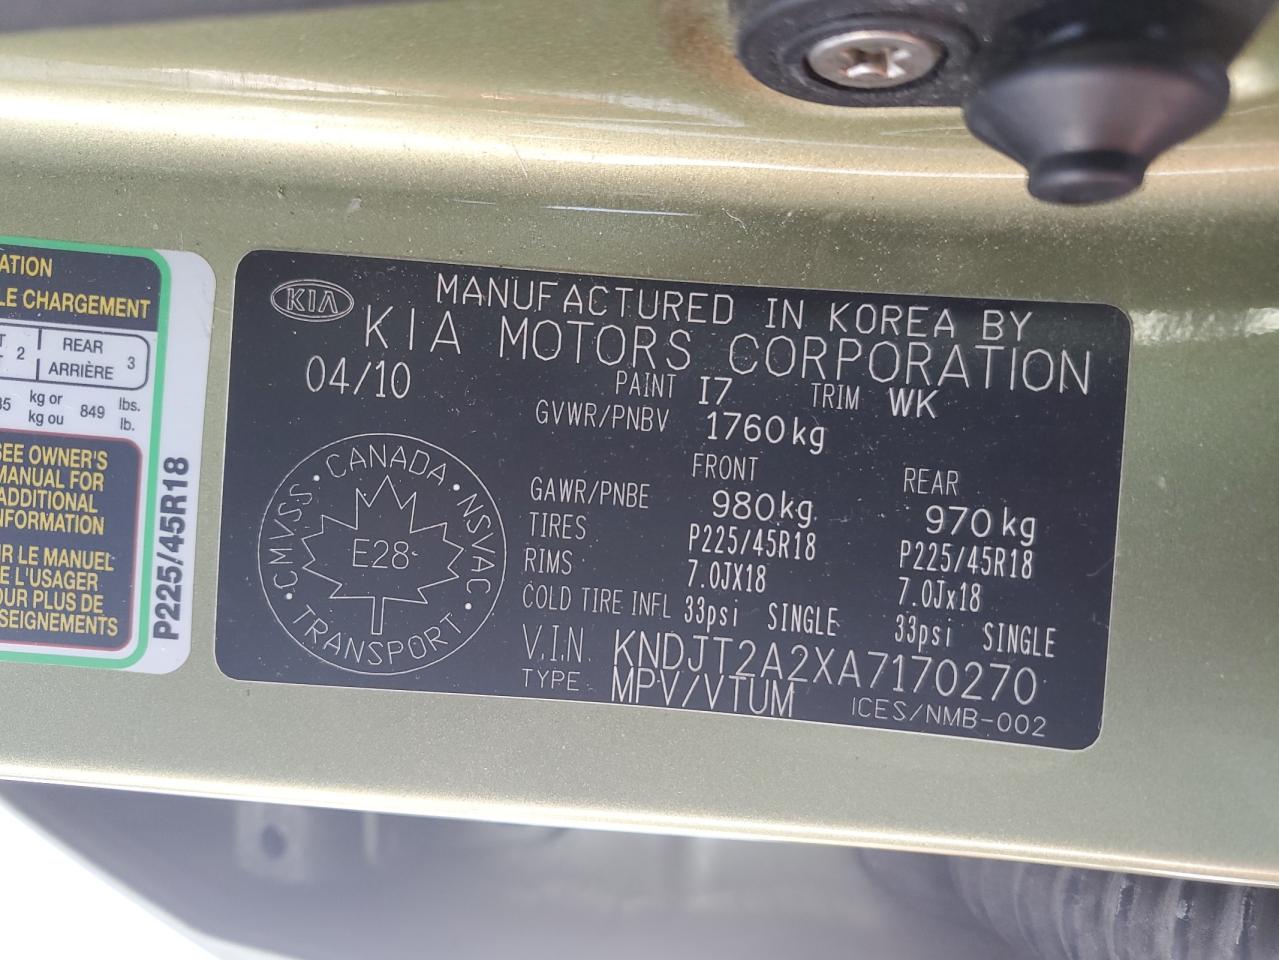 ATION
LE CHARGEMENT
2 REAR 3
ARRIÈRE
kg or 849 lbs.
kg ou lb.
SEE OWNER'S
MANUAL FOR
ADDITIONAL
INFORMATION
LE MANUEL
L'USAGER
PLUS DE
SEIGNEMENTS
P225/45R18
KIA
MANUFACTURED IN KOREA BY
KIA MOTORS CORPORATION
04/10
PAINT I7 TRIM WK
GVWR/PNBV 1760kg
FRONT REAR
GAWR/PNBE 980kg 970kg
TIRES P225/45R18 P225/45R18
RIMS 7.0JX18 7.0Jx18
COLD TIRE INFL 33psi SINGLE 33psi SINGLE
V.I.N. KNDJT2A2XA7170270
TYPE MPV/VTUM
ICES/NMB-002
CANADA · NSVAC · TRANSPORT · CMVSS ·
E28